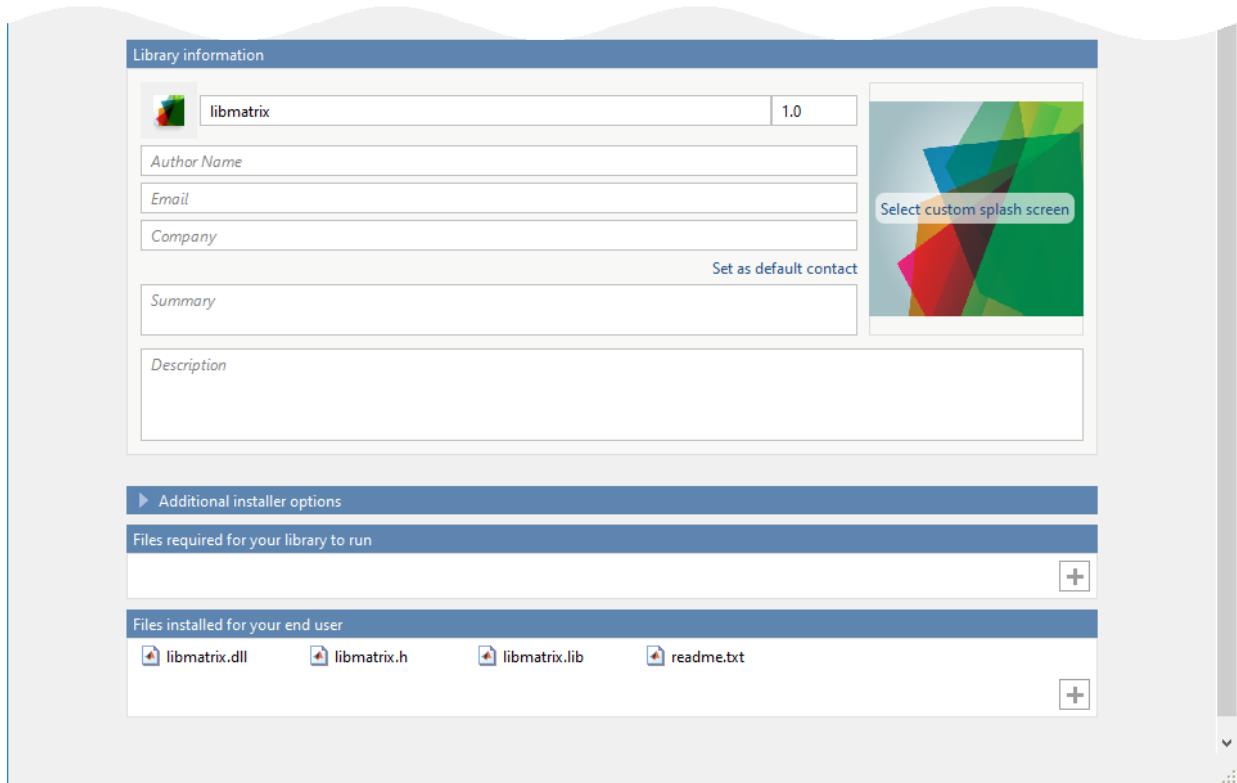 Library information
libmatrix 1.0
Author Name
Email
Company
Select custom splash screen
Set as default contact
Summary
Description
Additional installer options
Files required for your library to run
Files installed for your end user
libmatrix.dll libmatrix.h libmatrix.lib readme.txt